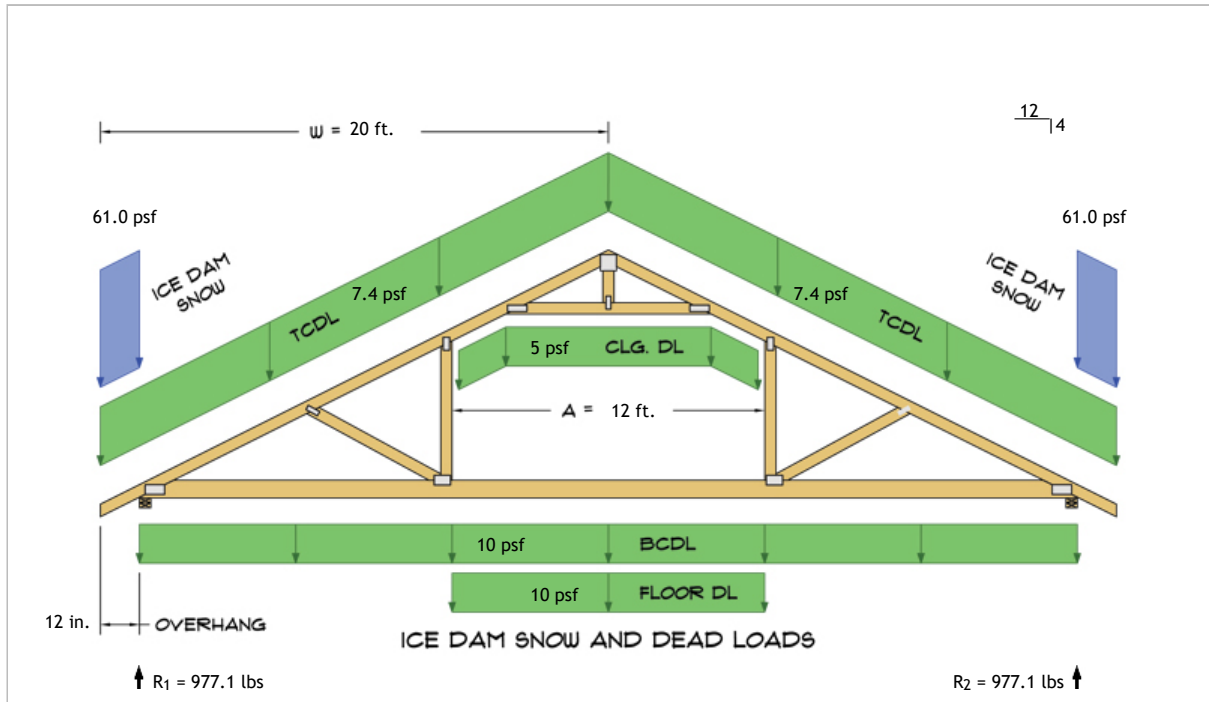 W = 20 ft.
12
4
61.0 psf
61.0 psf
ICE DAM
SNOW
ICE DAM
SNOW
TCDL
7.4 psf
7.4 psf
TCDL
5 psf CLG. DL
A = 12 ft.
10 psf BCDL
10 psf FLOOR DL
12 in.
OVERHANG
ICE DAM SNOW AND DEAD LOADS
R₁ = 977.1 lbs
R₂ = 977.1 lbs